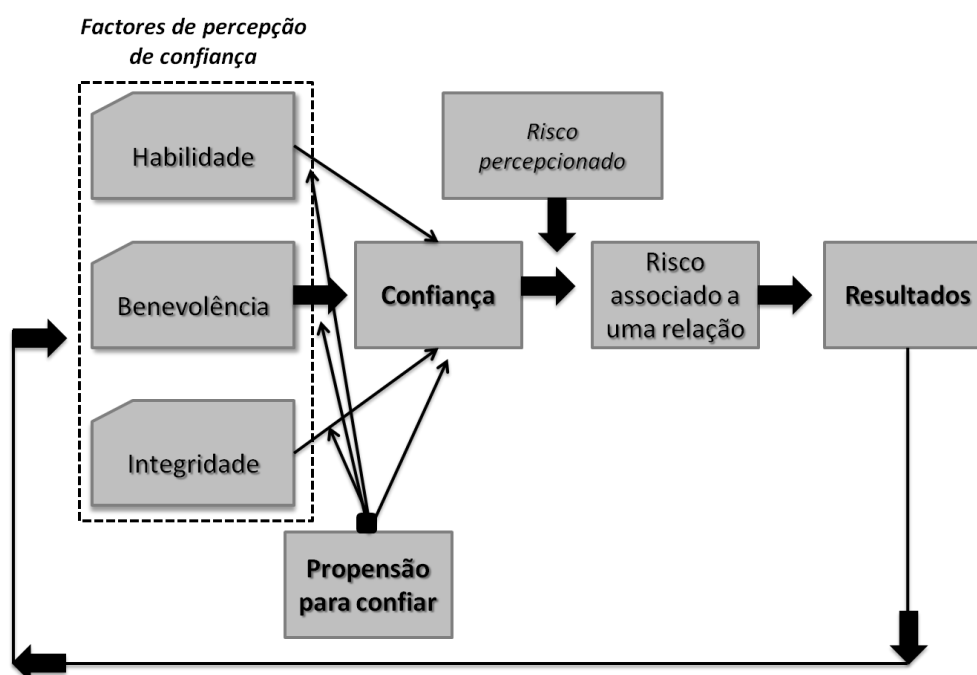 Factores de percepção
de confiança
Habilidade
Risco
percepcionado
Benevolência
Confiança
Risco
associado a
uma relação
Resultados
Integridade
Propensão
para confiar